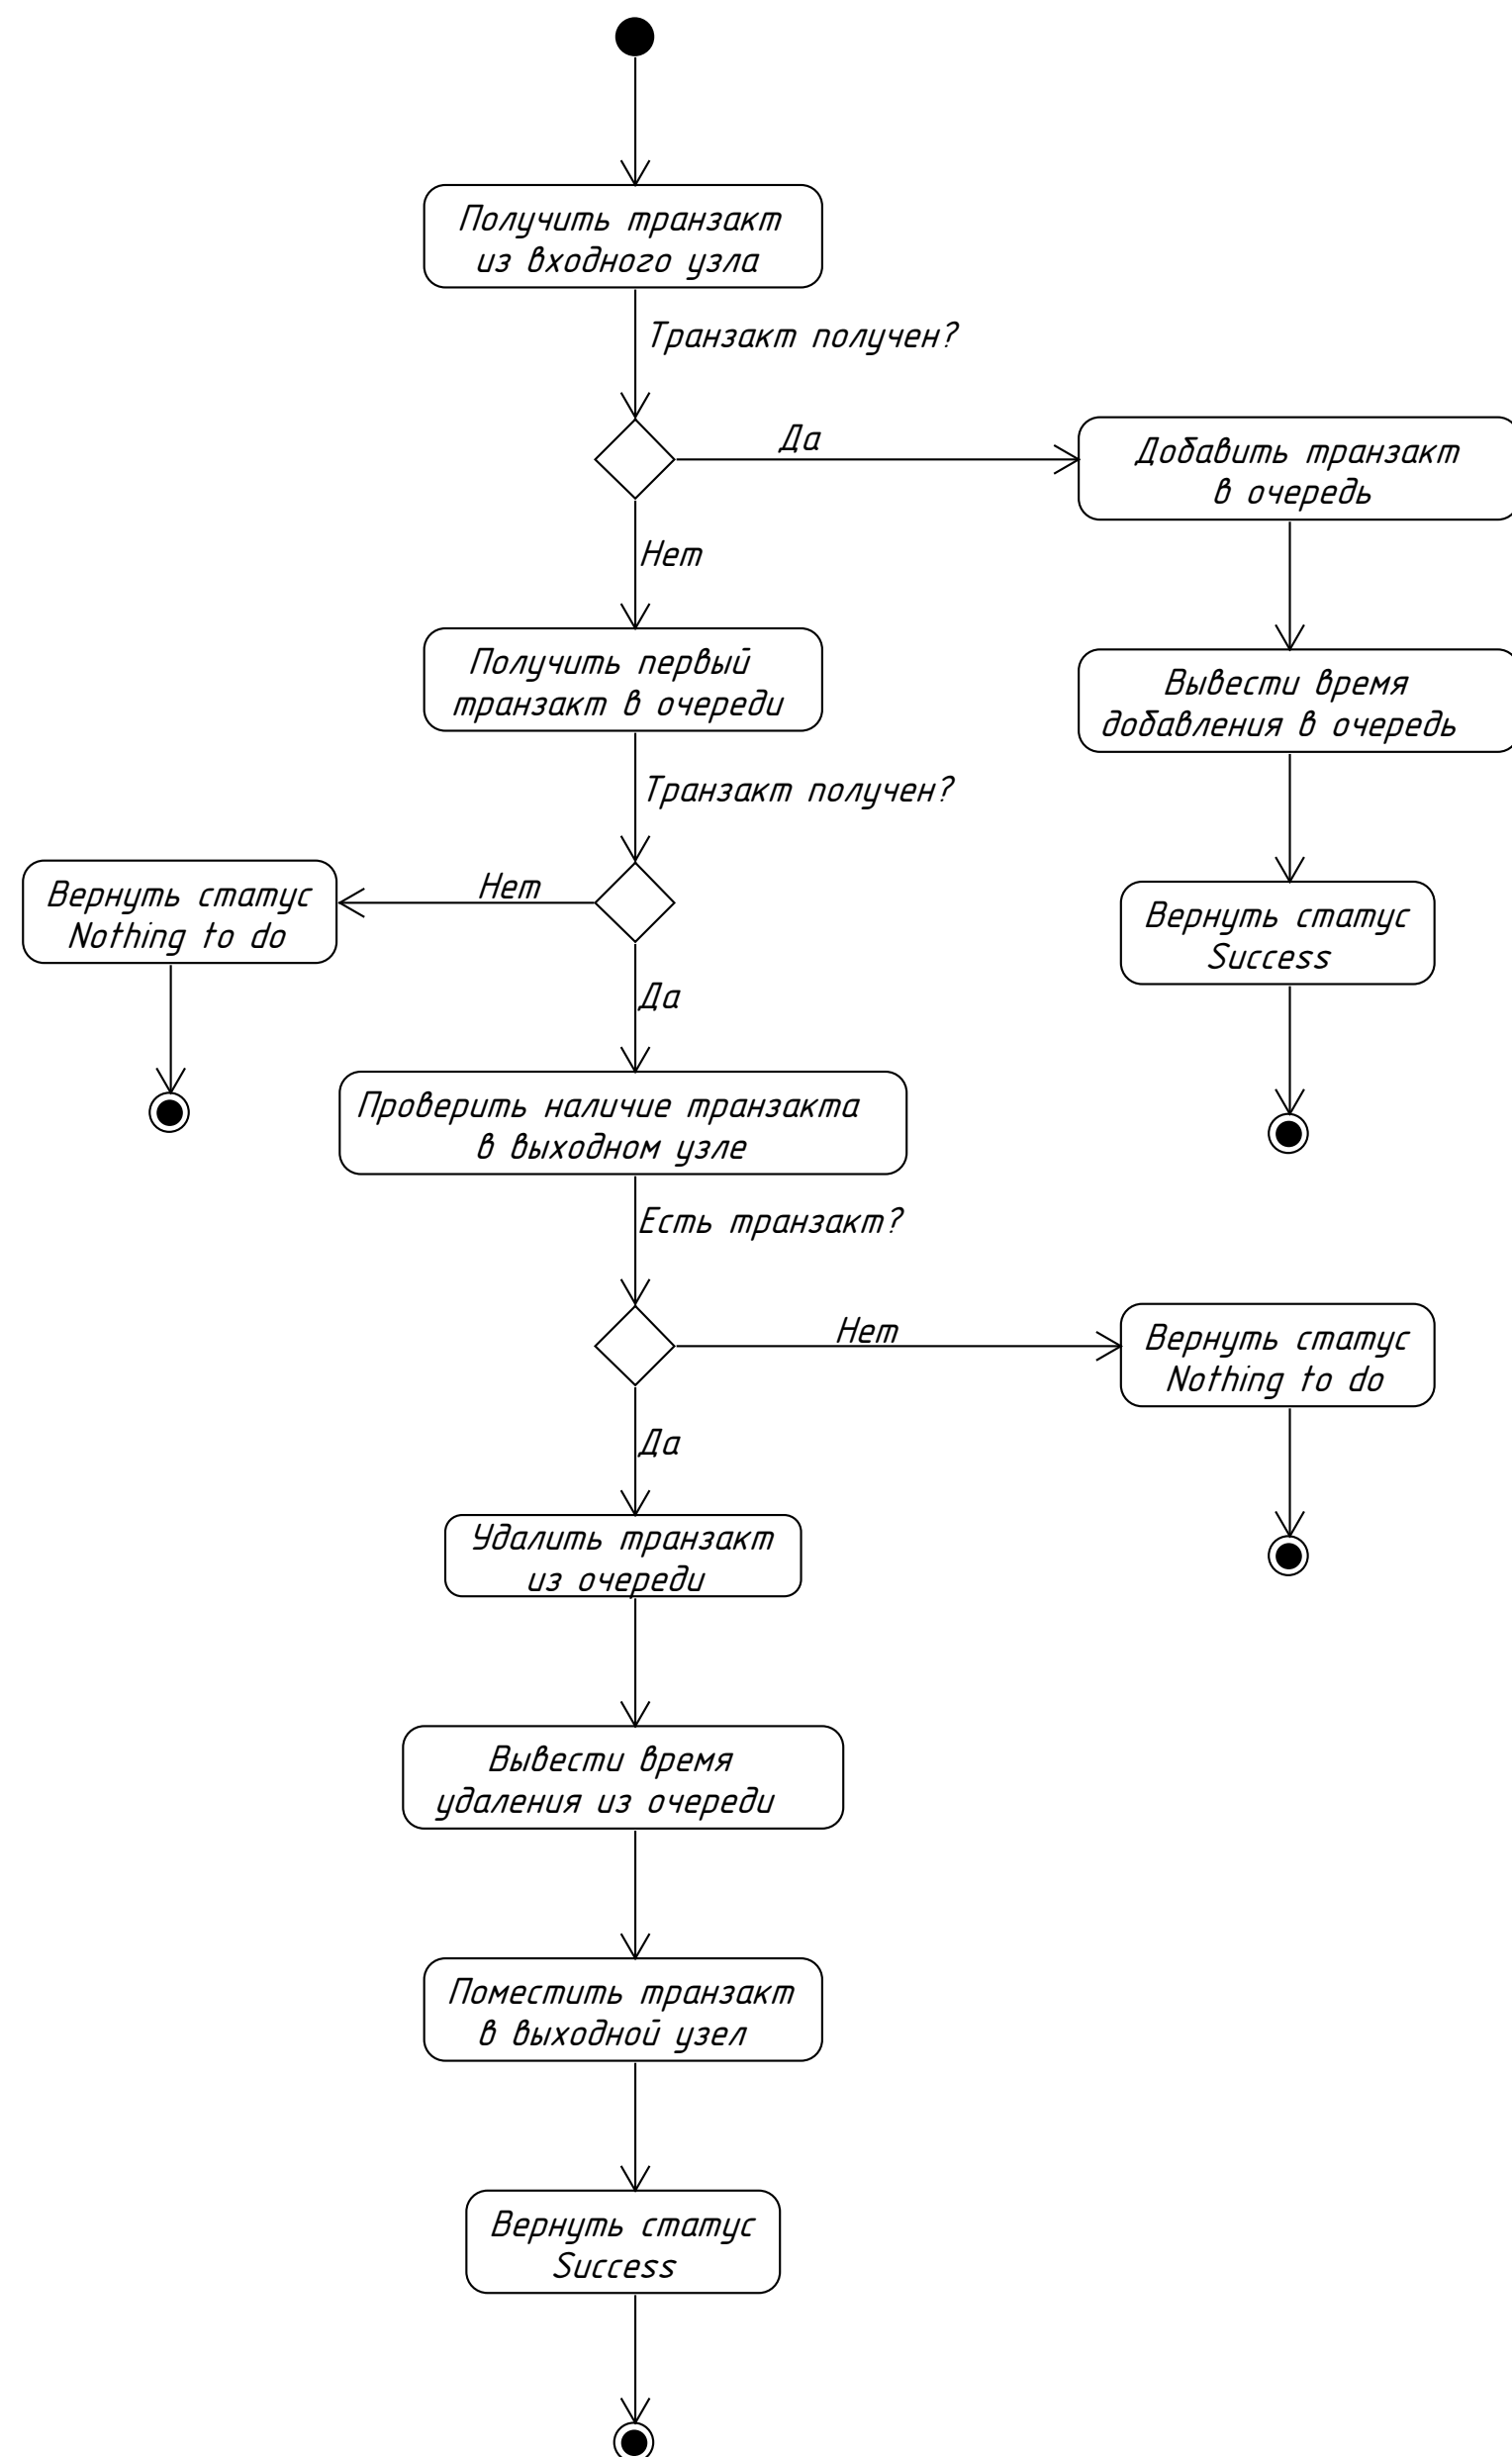 Получить транзакт
из входного узла
Транзакт получен?
Да
Добавить транзакт
в очередь
Нет
Получить первый
транзакт в очереди
Вывести время
добавления в очередь
Транзакт получен?
Нет
Вернуть статус
Nothing to do
Вернуть статус
Success
Да
Проверить наличие транзакта
в выходном узле
Есть транзакт?
Нет
Вернуть статус
Nothing to do
Да
Удалить транзакт
из очереди
Вывести время
удаления из очереди
Поместить транзакт
в выходной узел
Вернуть статус
Success